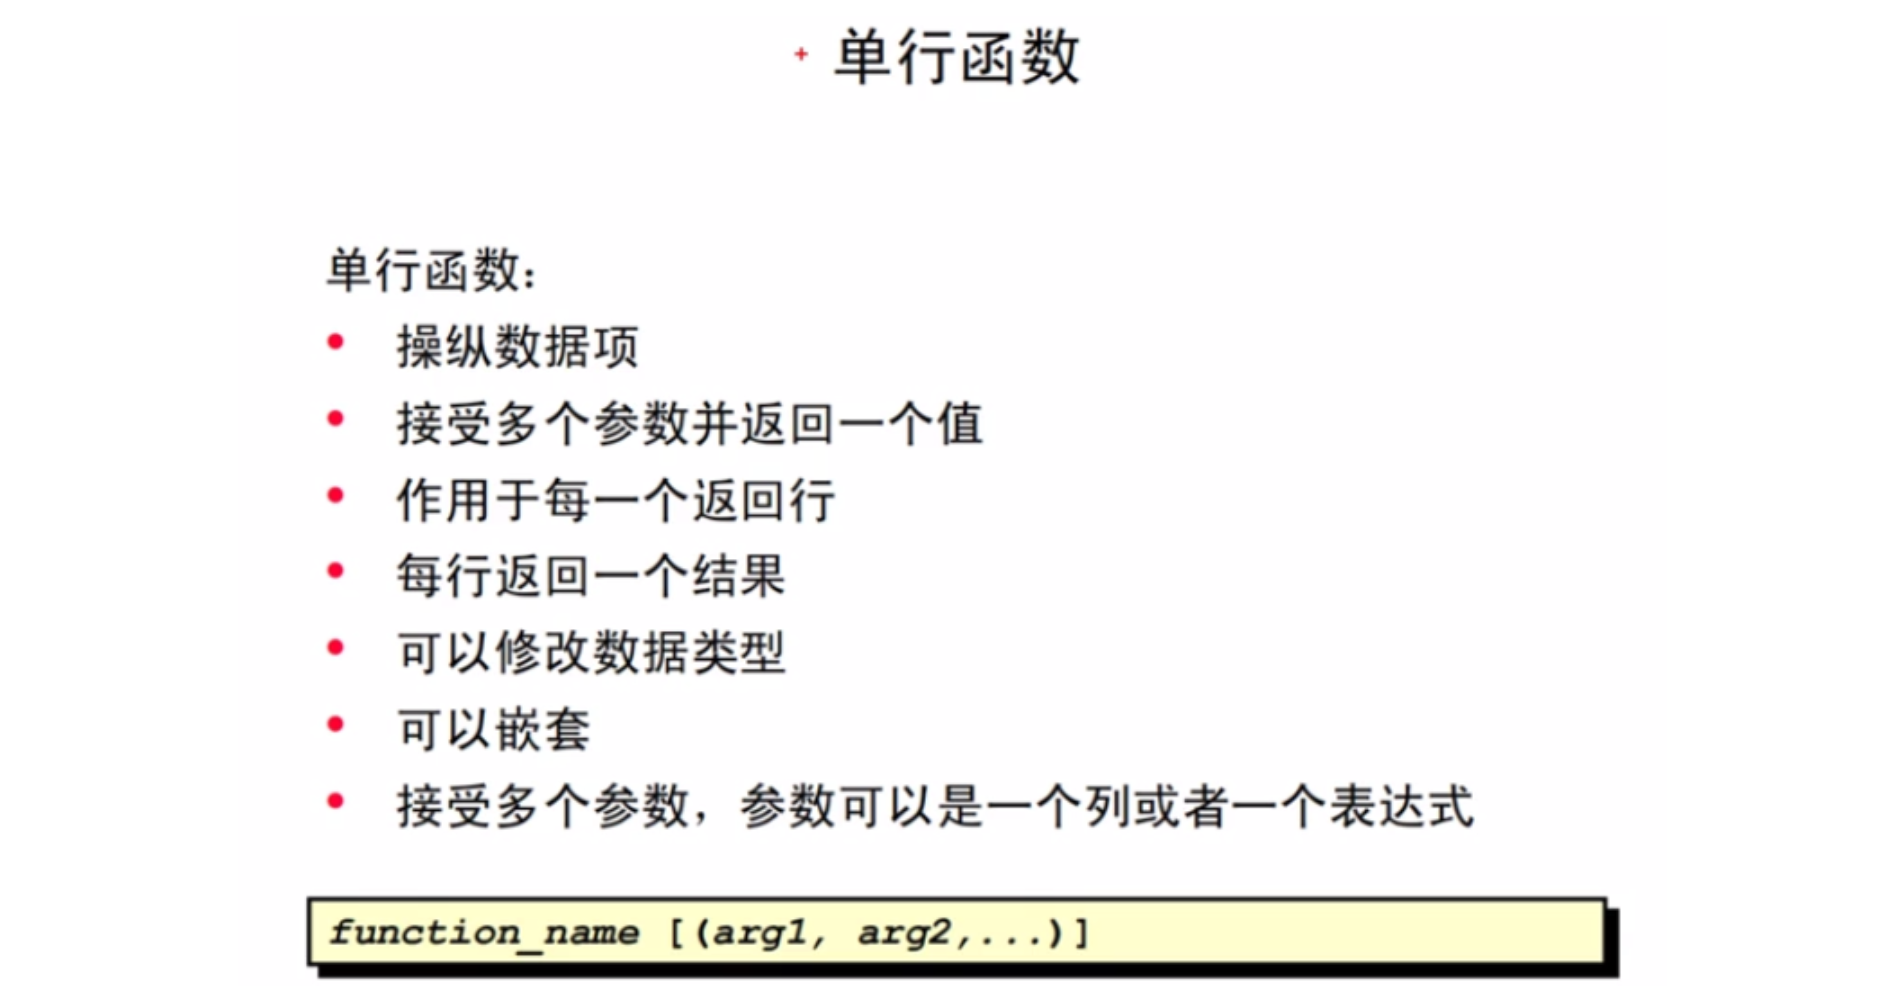 单行函数
单行函数：
• 操纵数据项
• 接受多个参数并返回一个值
• 作用于每一个返回行
• 每行返回一个结果
• 可以修改数据类型
• 可以嵌套
• 接受多个参数，参数可以是一个列或者一个表达式
function_name [(arg1, arg2,...)]